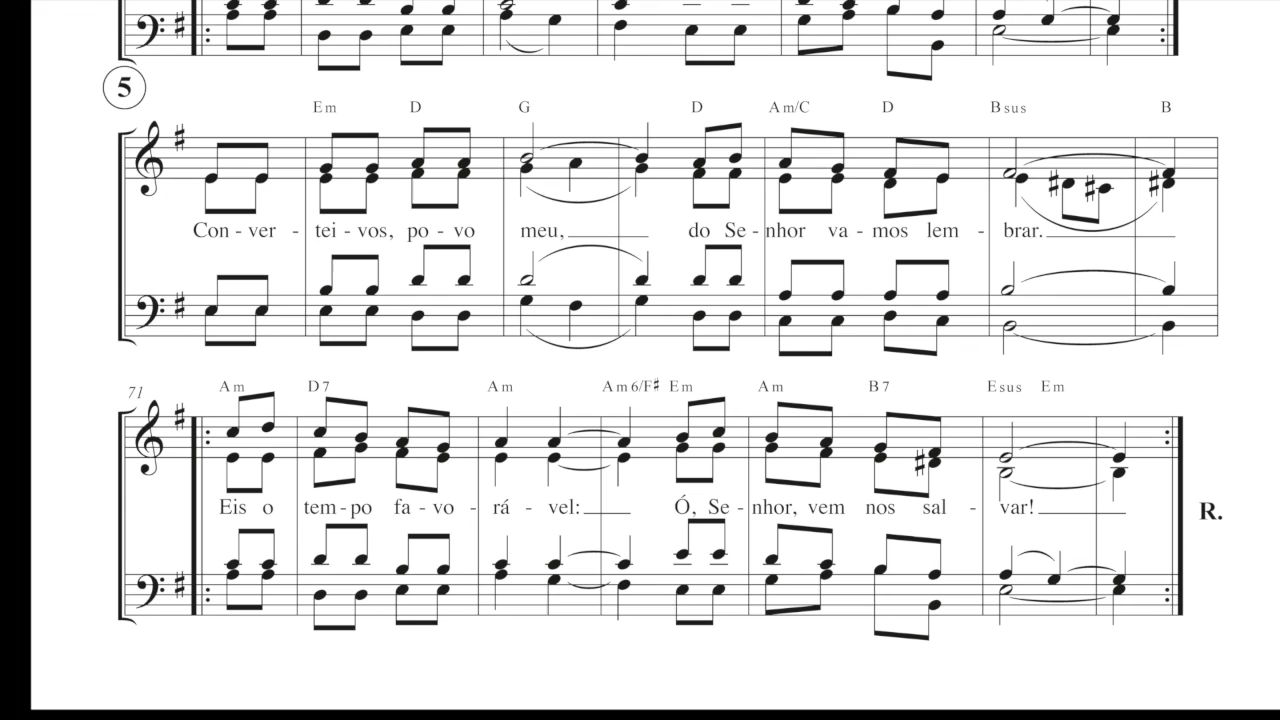 5
Em D G D Am/C D Bsus B
Con - ver - tei - vos, po - vo meu, do Se - nhor va - mos lem - brar.
71
Am D7 Am Am6/F♯ Em Am B7 Esus Em
Eis o tem - po fa - vo - rá - vel: Ó, Se - nhor, vem nos sal - var!
R.